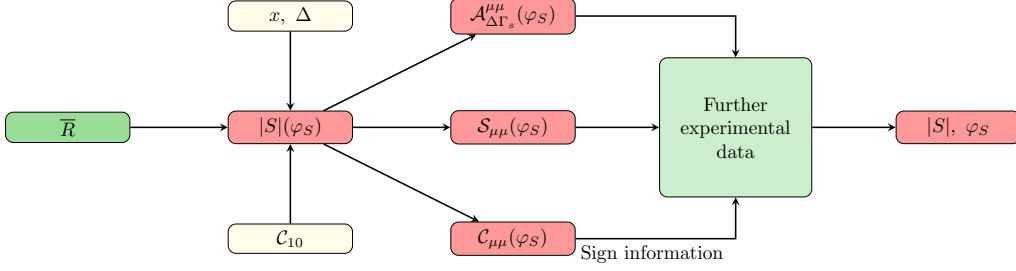 x, Δ
𝒜^{μμ}_{ΔΓ_s}(φ_S)
R̅
|S|(φ_S)
𝒮_{μμ}(φ_S)
Further
experimental
data
|S|, φ_S
𝒞_{10}
𝒞_{μμ}(φ_S)
Sign information